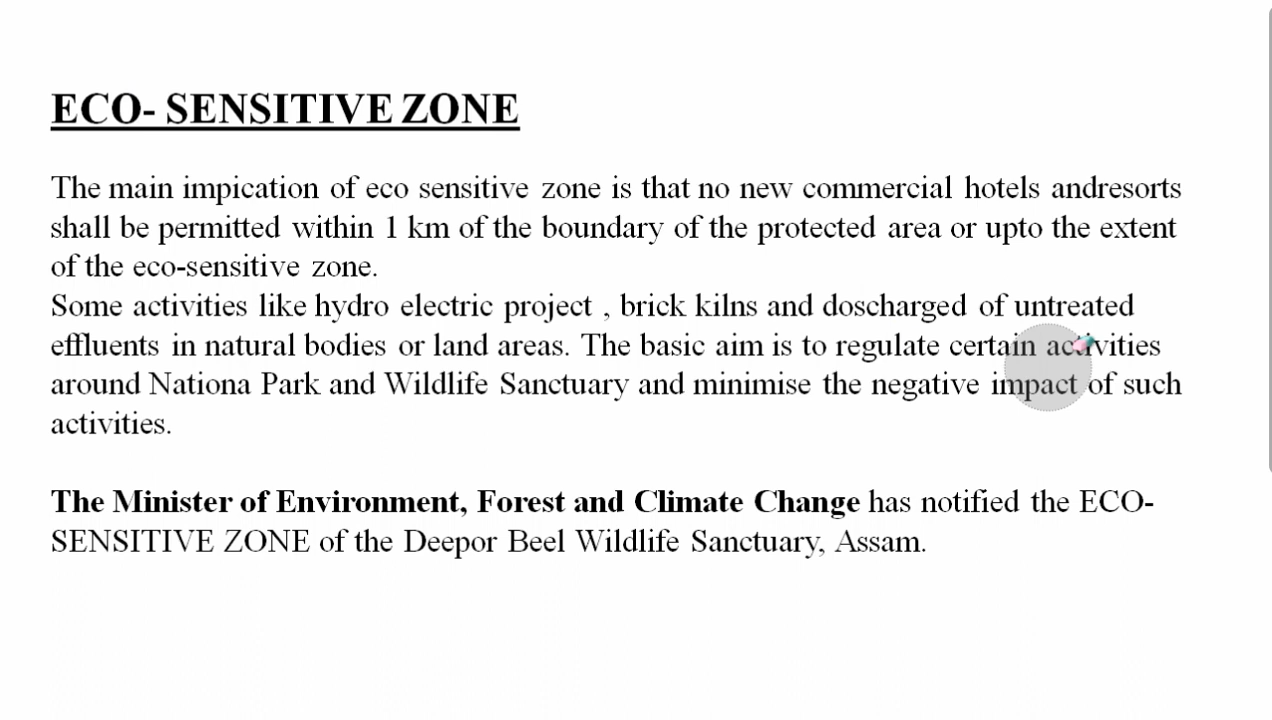 ECO- SENSITIVE ZONE
The main impication of eco sensitive zone is that no new commercial hotels andresorts
shall be permitted within 1 km of the boundary of the protected area or upto the extent
of the eco-sensitive zone.
Some activities like hydro electric project , brick kilns and doscharged of untreated
effluents in natural bodies or land areas. The basic aim is to regulate certain activities
around Nationa Park and Wildlife Sanctuary and minimise the negative impact of such
activities.
The Minister of Environment, Forest and Climate Change has notified the ECO-
SENSITIVE ZONE of the Deepor Beel Wildlife Sanctuary, Assam.